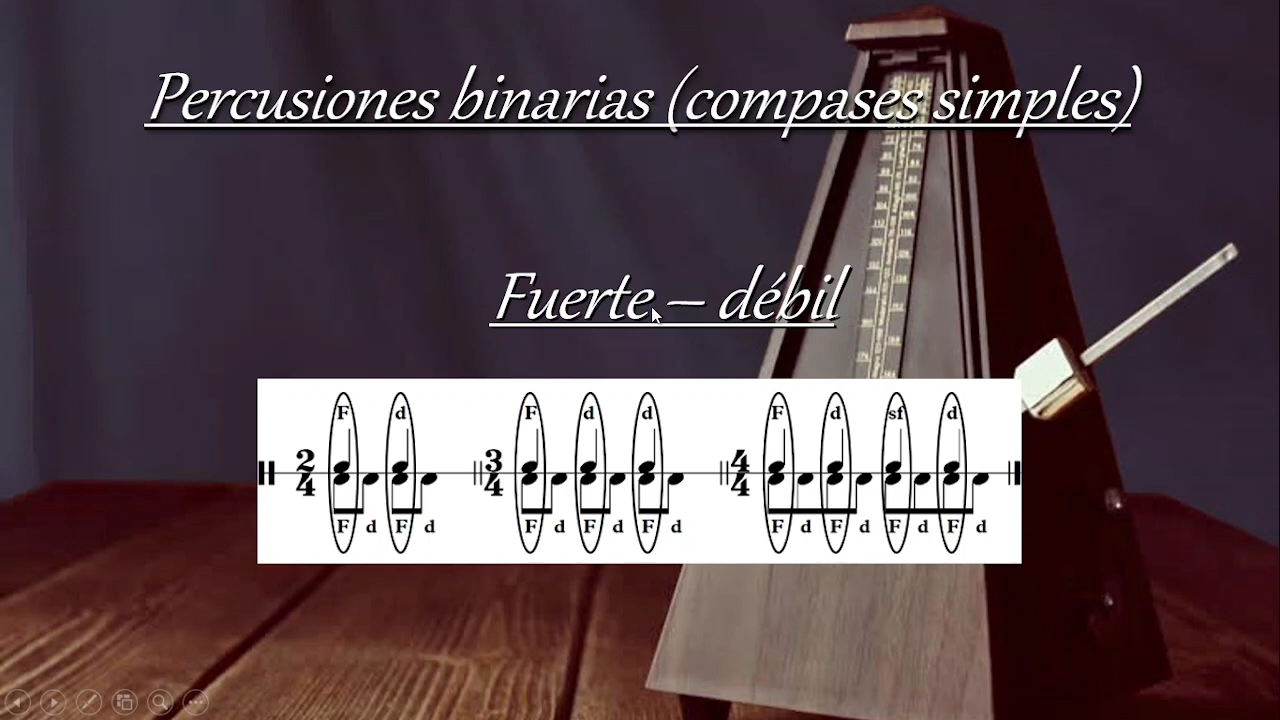 Percusiones binarias (compases simples)
Fuerte – débil
F d F d d F d sf d
2 4 3 4 4 4
F d F d F d F d F d F d F d F d F d